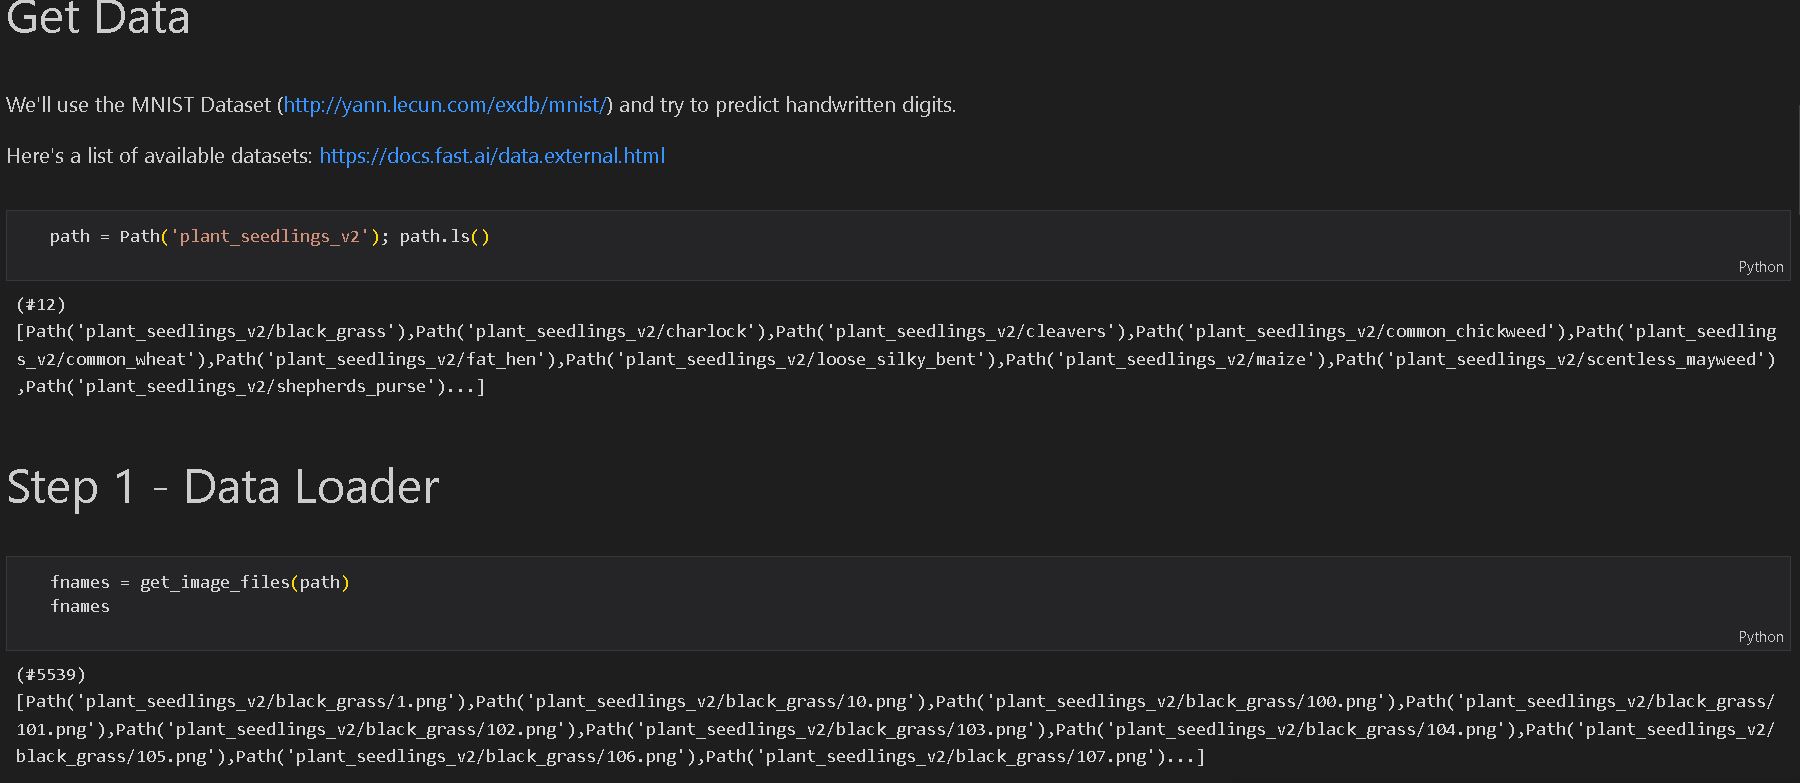 Get Data
We'll use the MNIST Dataset (http://yann.lecun.com/exdb/mnist/) and try to predict handwritten digits.
Here's a list of available datasets: https://docs.fast.ai/data.external.html
path = Path('plant_seedlings_v2'); path.ls()
Python
(#12)
[Path('plant_seedlings_v2/black_grass'),Path('plant_seedlings_v2/charlock'),Path('plant_seedlings_v2/cleavers'),Path('plant_seedlings_v2/common_chickweed'),Path('plant_seedling
s_v2/common_wheat'),Path('plant_seedlings_v2/fat_hen'),Path('plant_seedlings_v2/loose_silky_bent'),Path('plant_seedlings_v2/maize'),Path('plant_seedlings_v2/scentless_mayweed')
,Path('plant_seedlings_v2/shepherds_purse')...]
Step 1 - Data Loader
fnames = get_image_files(path)
fnames
Python
(#5539)
[Path('plant_seedlings_v2/black_grass/1.png'),Path('plant_seedlings_v2/black_grass/10.png'),Path('plant_seedlings_v2/black_grass/100.png'),Path('plant_seedlings_v2/black_grass/
101.png'),Path('plant_seedlings_v2/black_grass/102.png'),Path('plant_seedlings_v2/black_grass/103.png'),Path('plant_seedlings_v2/black_grass/104.png'),Path('plant_seedlings_v2/
black_grass/105.png'),Path('plant_seedlings_v2/black_grass/106.png'),Path('plant_seedlings_v2/black_grass/107.png')...]